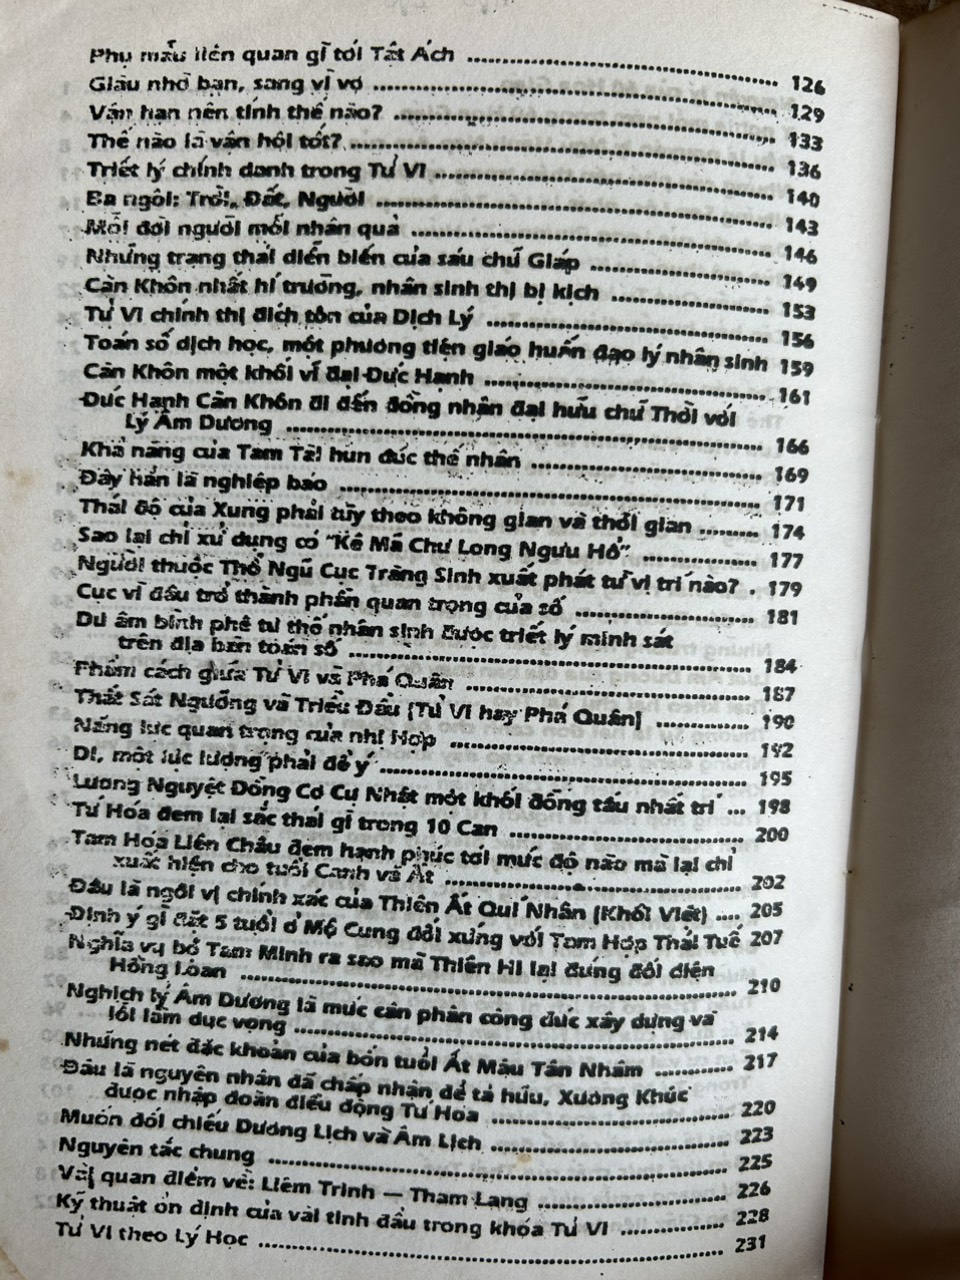 Phụ mẫu liên quan gì tới Tật Ách ........ 126
Giàu nhờ bạn, sang vì vợ ........ 129
Vận hạn nên tính thế nào? ........ 133
Thế nào là vận hội tốt? ........ 136
Triết lý chính danh trong Tử Vi ........ 140
Ba ngôi: Trời, Đất, Người ........ 143
Mỗi đời người mỗi nhân quả ........ 146
Những trạng thái diễn biến của sáu chữ Giáp ........ 149
Càn Khôn nhất hí trường, nhân sinh thị bị kịch ........ 153
Tử Vi chính thị đích tôn của Dịch Lý ........ 156
Toán số dịch học, một phương tiện giáo huấn đạo lý nhân sinh 159
Càn Khôn một khối vĩ đại Đức Hạnh ........ 161
Đức Hạnh Càn Khôn đi đến đồng nhân đại hữu chữ Thời với
Lý Âm Dương ........ 166
Khả năng của Tam Tài hun đúc thế nhân ........ 169
Đây hẳn là nghiệp báo ........ 171
Thái độ của Xung phải tùy theo không gian và thời gian ........ 174
Sao lại chỉ xử dụng có "Kê Mã Chư Long Ngưu Hổ" ........ 177
Người thuộc Thổ Ngũ Cục Tràng Sinh xuất phát từ vị trí nào? . 179
Cục vì đâu trở thành phần quan trọng của số ........ 181
Dư âm bình phê tư thế nhân sinh được triết lý minh sát
trên địa bàn toán số ........ 184
Phẩm cách giữa Tử Vi và Phá Quân ........ 187
Thất Sát Ngưỡng và Triều Đẩu [Tử Vi hay Phá Quân] ........ 190
Năng lực quan trọng của nhị Hợp ........ 192
Di, một lực lượng phải để ý ........ 195
Lương Nguyệt Đồng Cơ Cự Nhật một khối đồng tấu nhất trí ... 198
Tứ Hóa đem lại sắc thái gì trong 10 Can ........ 200
Tam Hóa Liên Châu đem hạnh phúc tới mức độ nào mà lại chỉ
xuất hiện cho tuổi Canh và Ất ........ 202
Đâu là ngôi vị chính xác của Thiên Ất Quí Nhân (Khôi Việt) .... 205
Định ý gì đặt 5 tuổi ở Mộ Cung đối xứng với Tam Hợp Thái Tuế 207
Nghĩa vụ bộ Tam Minh ra sao mà Thiên Hỉ lại đứng đối diện
Hồng Loan ........ 210
Nghịch lý Âm Dương là mức cân phân công đức xây dựng và
lỗi lầm dục vọng ........ 214
Những nét đặc khoản của bốn tuổi Ất Mậu Tân Nhâm ........ 217
Đâu là nguyên nhân đã chấp nhận để tả hữu, Xương Khúc
được nhập đoàn điều động Tứ Hóa ........ 220
Muốn đối chiếu Dương Lịch và Âm Lịch ........ 223
Nguyên tắc chung ........ 225
Vài quan điểm về: Liêm Trinh — Tham Lang ........ 226
Kỹ thuật ổn định của vài tinh đẩu trong khoa Tử Vi ........ 228
Tử Vi theo Lý Học ........ 231